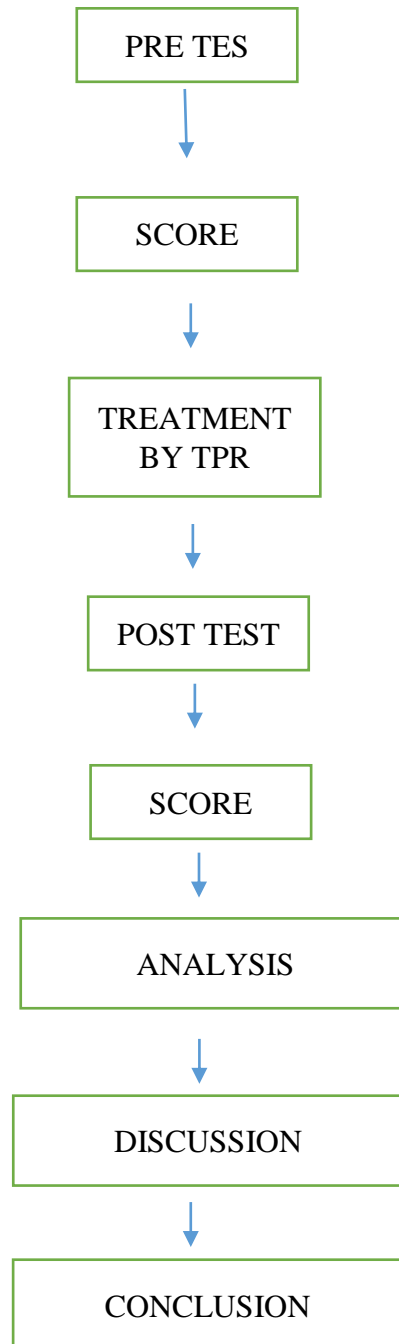 PRE TES
SCORE
TREATMENT
BY TPR
POST TEST
SCORE
ANALYSIS
DISCUSSION
CONCLUSION